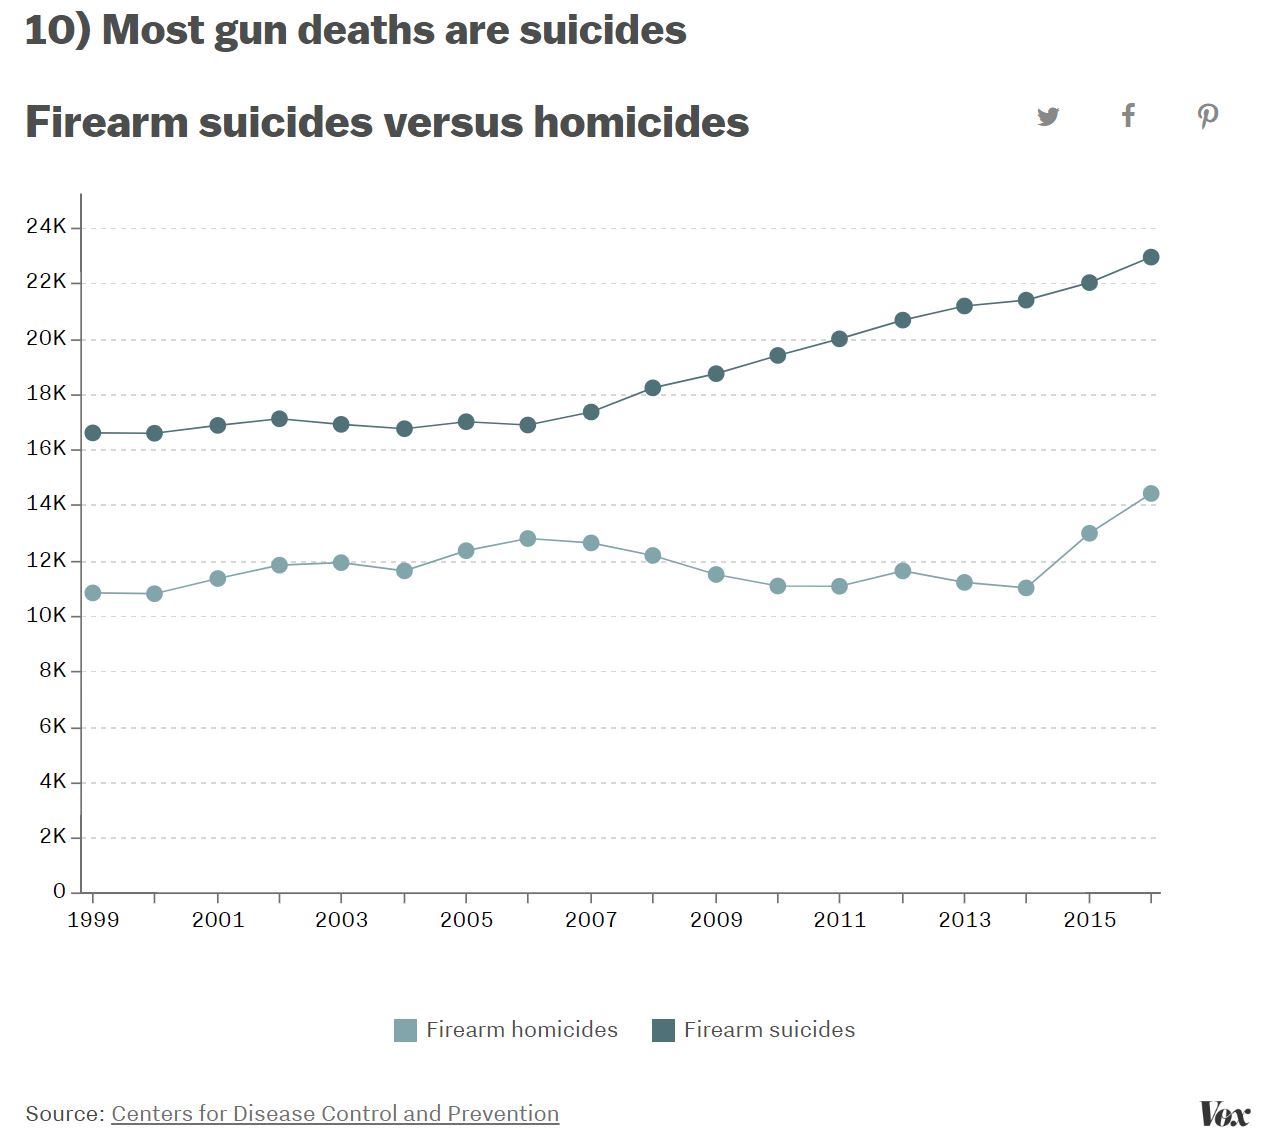 10) Most gun deaths are suicides
Firearm suicides versus homicides
24K
22K
20K
18K
16K
14K
12K
10K
8K
6K
4K
2K
0
1999 2001 2003 2005 2007 2009 2011 2013 2015
Firearm homicides Firearm suicides
Source: Centers for Disease Control and Prevention
Vox